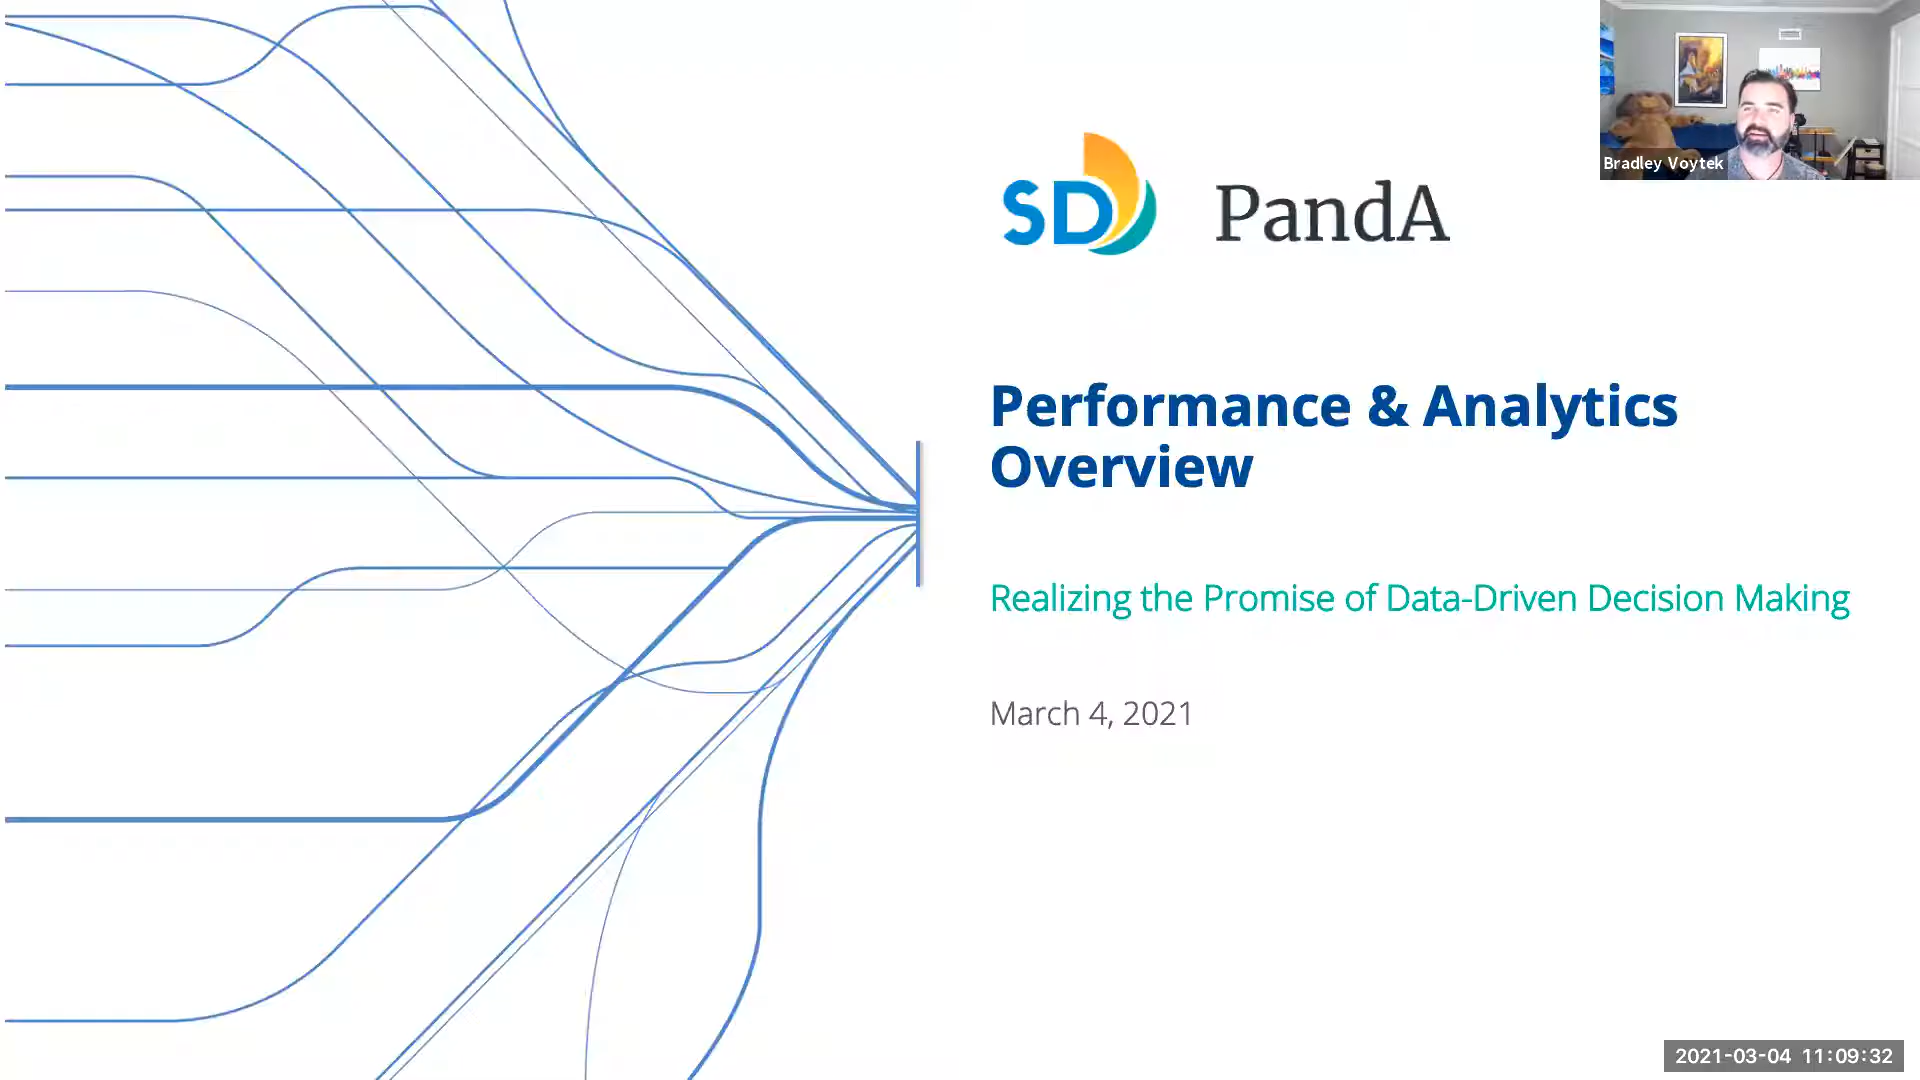 SD
PandA
Bradley Voytek
Performance & Analytics
Overview
Realizing the Promise of Data-Driven Decision Making
March 4, 2021
2021-03-04 11:09:32